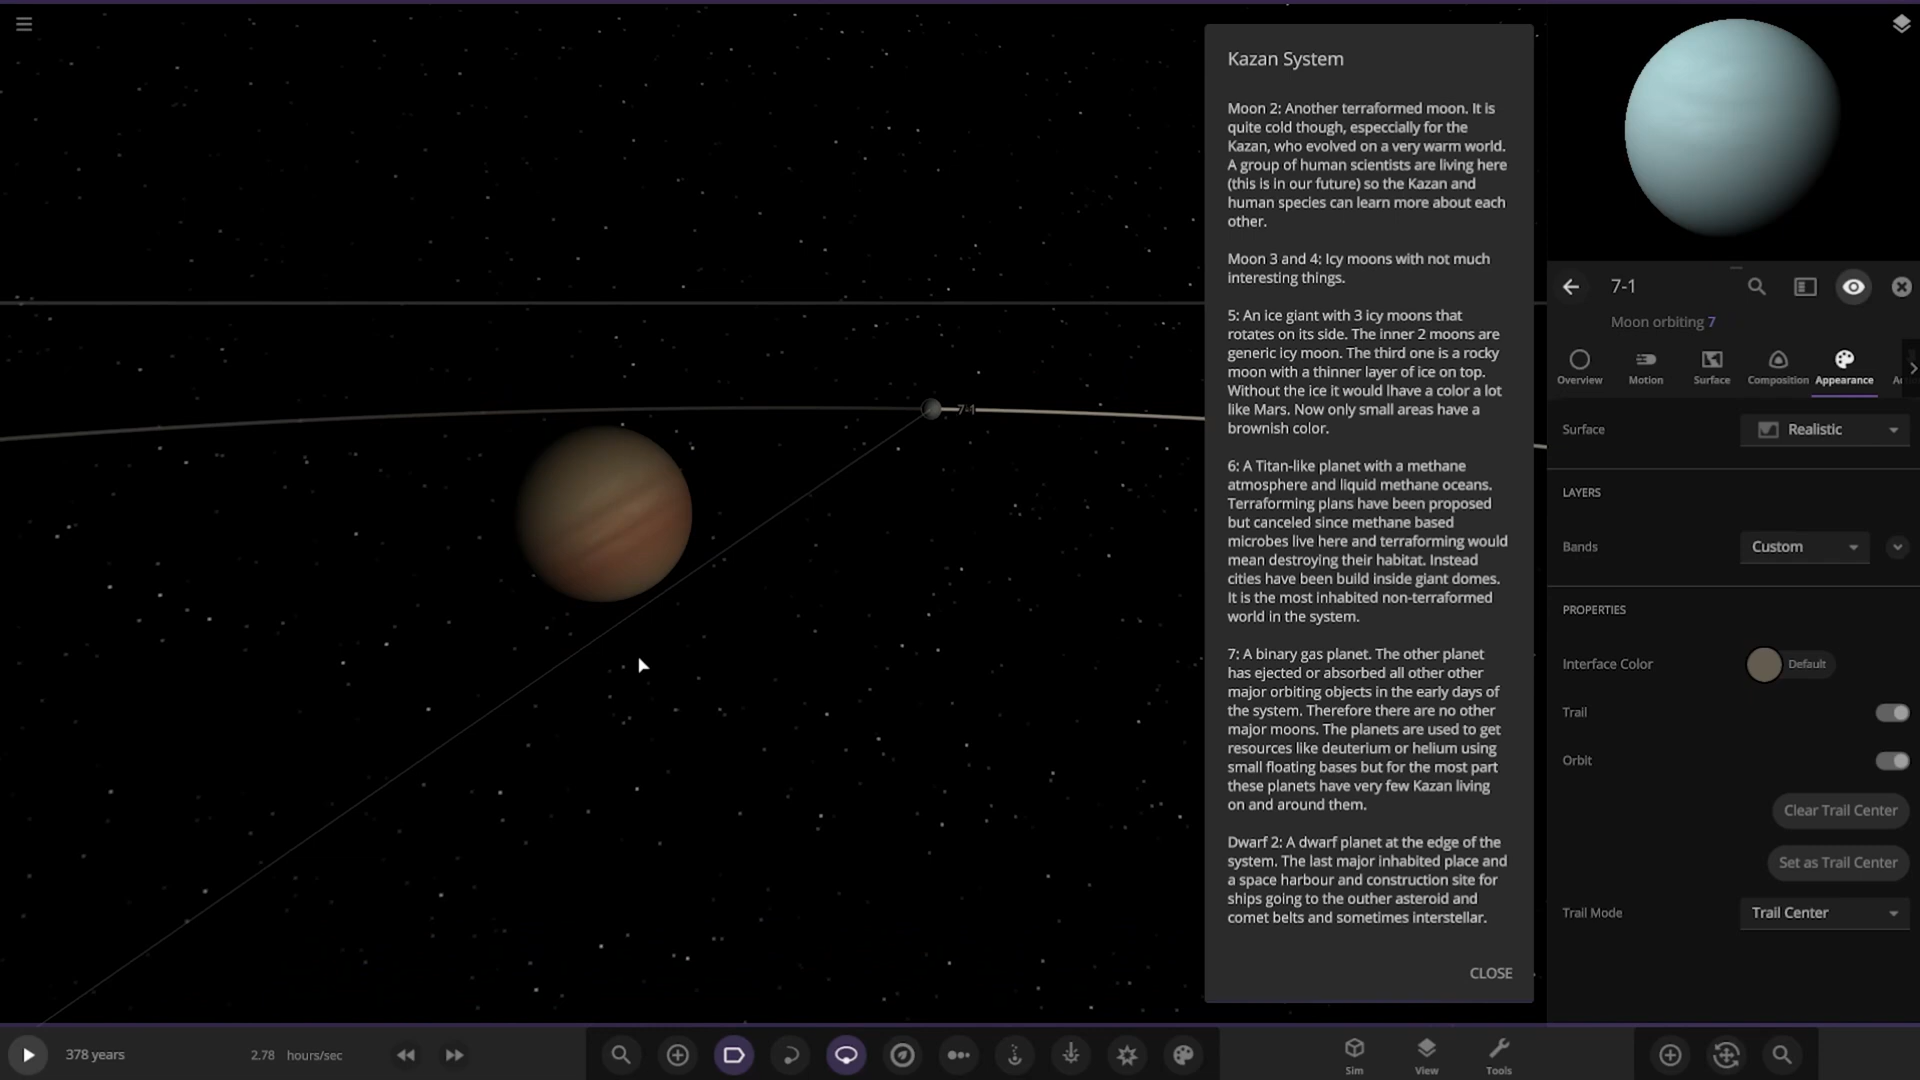 Kazan System
Moon 2: Another terraformed moon. It is
quite cold though, especcially for the
Kazan, who evolved on a very warm world.
A group of human scientists are living here
(this is in our future) so the Kazan and
human species can learn more about each
other.
Moon 3 and 4: Icy moons with not much
interesting things.
5: An ice giant with 3 icy moons that
rotates on its side. The inner 2 moons are
generic icy moon. The third one is a rocky
moon with a thinner layer of ice on top.
Without the ice it would lhave a color a lot
like Mars. Now only small areas have a
brownish color.
6: A Titan-like planet with a methane
atmosphere and liquid methane oceans.
Terraforming plans have been proposed
but canceled since methane based
microbes live here and terraforming would
mean destroying their habitat. Instead
cities have been build inside giant domes.
It is the most inhabited non-terraformed
world in the system.
7: A binary gas planet. The other planet
has ejected or absorbed all other other
major orbiting objects in the early days of
the system. Therefore there are no other
major moons. The planets are used to get
resources like deuterium or helium using
small floating bases but for the most part
these planets have very few Kazan living
on and around them.
Dwarf 2: A dwarf planet at the edge of the
system. The last major inhabited place and
a space harbour and construction site for
ships going to the outher asteroid and
comet belts and sometimes interstellar.
CLOSE
7-1
7-1
Moon orbiting 7
Overview Motion Surface Composition Appearance
Surface Realistic
LAYERS
Bands Custom
PROPERTIES
Interface Color Default
Trail
Orbit
Clear Trail Center
Set as Trail Center
Trail Mode Trail Center
378 years 2.78 hours/sec
Sim View Tools